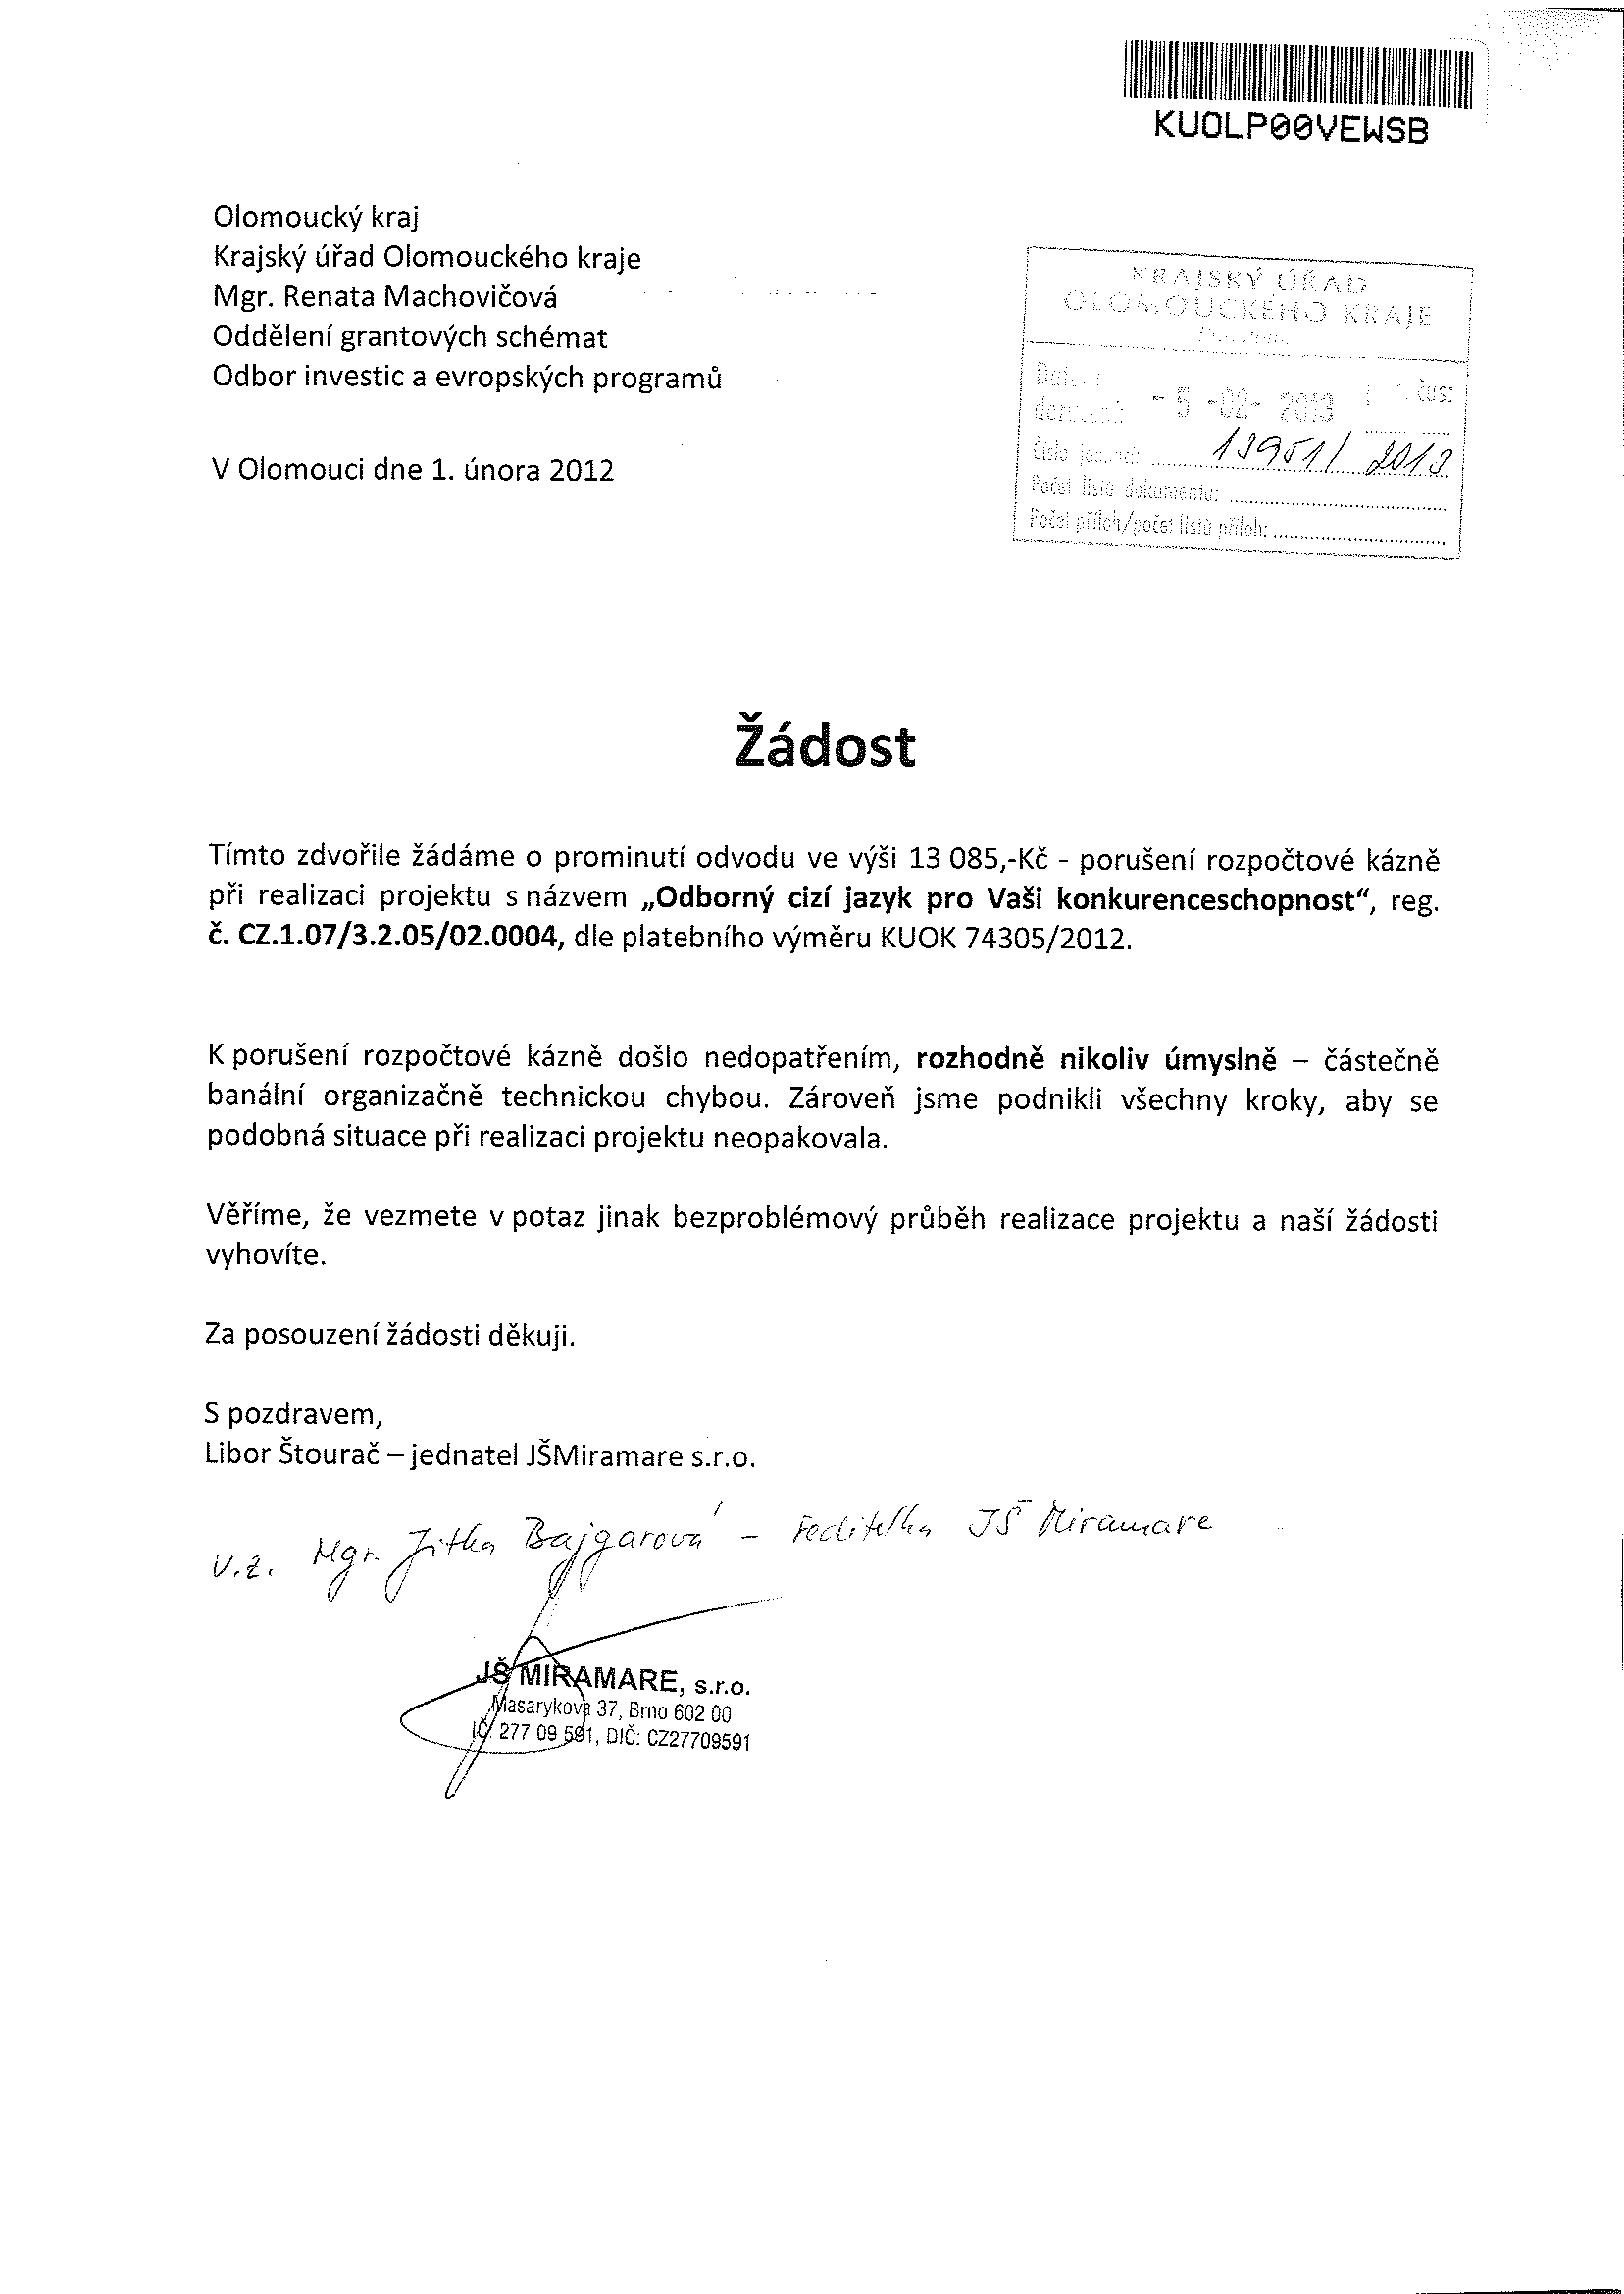 KUOLP00VEWSB
Olomoucký kraj
Krajský úřad Olomouckého kraje
Mgr. Renata Machovičová
Oddělení grantových schémat
Odbor investic a evropských programů
V Olomouci dne 1. února 2012
KRAJSKÝ ÚŘAD
OLOMOUCKÉHO KRAJE
- 5 -02- 2013 čas:
13951/2013
Počet listů dokumentu:
Počet příloh/počet listů příloh:
Žádost
Tímto zdvořile žádáme o prominutí odvodu ve výši 13 085,-Kč - porušení rozpočtové kázně
při realizaci projektu s názvem „Odborný cizí jazyk pro Vaši konkurenceschopnost“, reg.
č. CZ.1.07/3.2.05/02.0004, dle platebního výměru KUOK 74305/2012.
K porušení rozpočtové kázně došlo nedopatřením, rozhodně nikoliv úmyslně – částečně
banální organizačně technickou chybou. Zároveň jsme podnikli všechny kroky, aby se
podobná situace při realizaci projektu neopakovala.
Věříme, že vezmete v potaz jinak bezproblémový průběh realizace projektu a naší žádosti
vyhovíte.
Za posouzení žádosti děkuji.
S pozdravem,
Libor Štourač – jednatel JŠMiramare s.r.o.
v.z. Mgr. Jitka Bajgarová – ředitelka JŠ Miramare
JŠ MIRAMARE, s.r.o.
Masarykova 37, Brno 602 00
IČ: 277 09 591, DIČ: CZ27709591